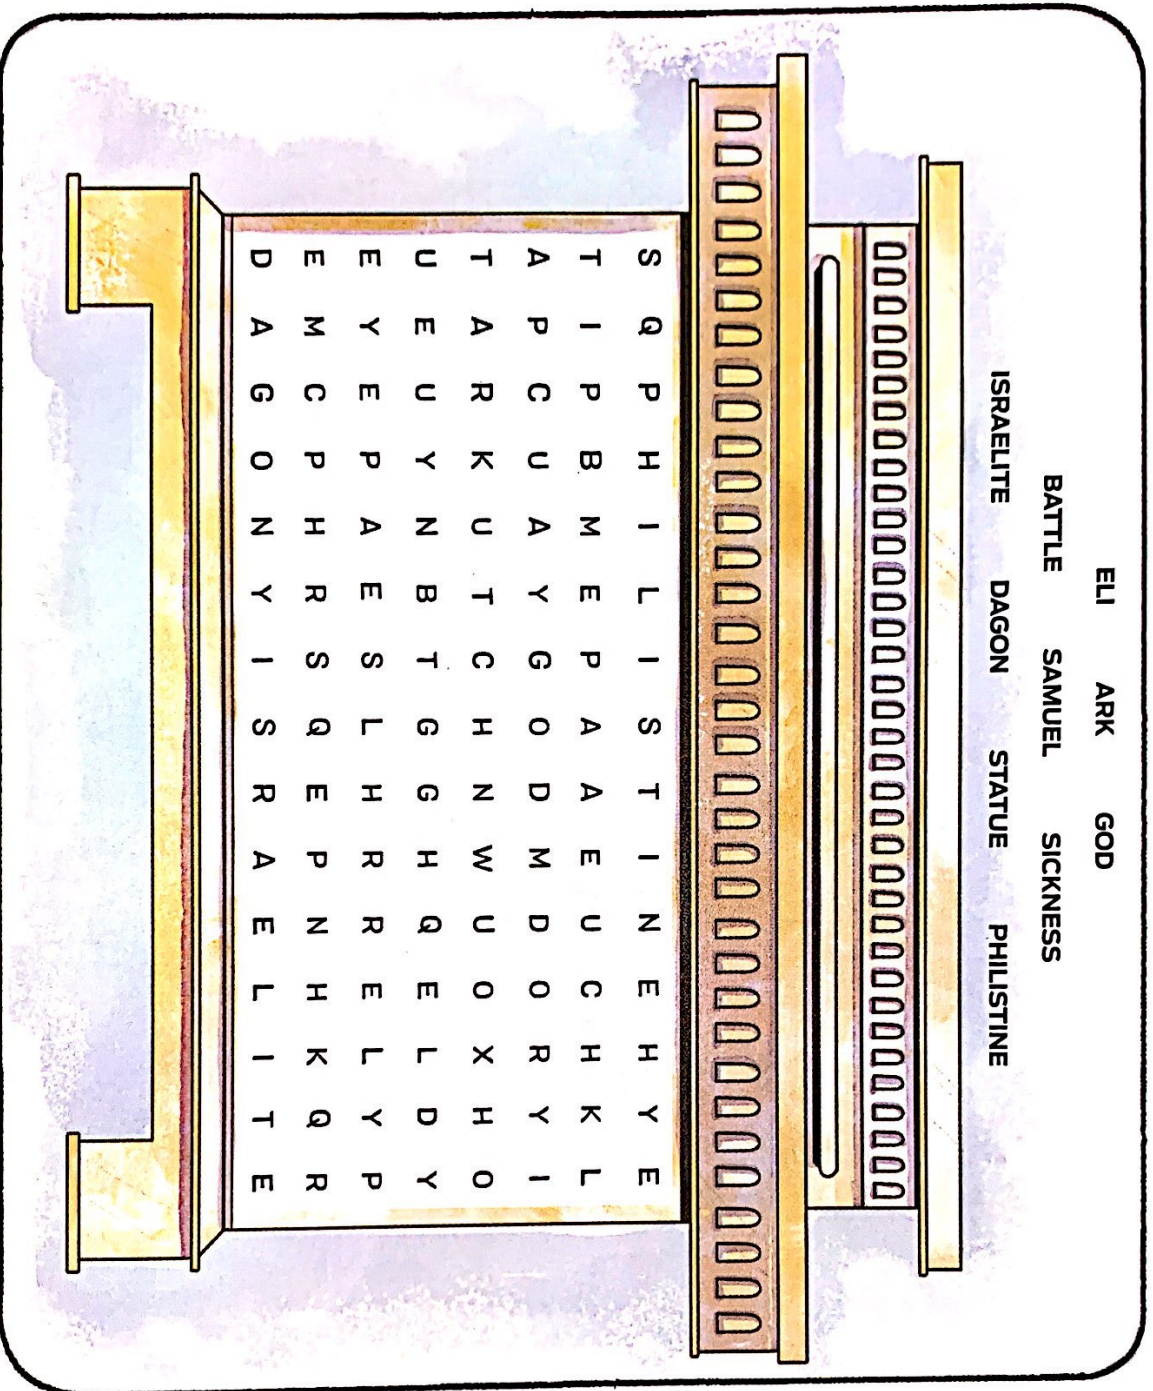 ELI ARK GOD
BATTLE SAMUEL SICKNESS
ISRAELITE DAGON STATUE PHILISTINE
S Q P H I L I S T I N E H Y E
T I P B M E P A A E U C H K L
A P C U A Y G O D M D O R Y I
T A R K U T C H N W U O X H O
U E U Y N B T G G H Q E L D Y
E Y E P A E S L H R R E L Y P
E M C P H R S Q E P N H K Q R
D A G O N Y I S R A E L I T E